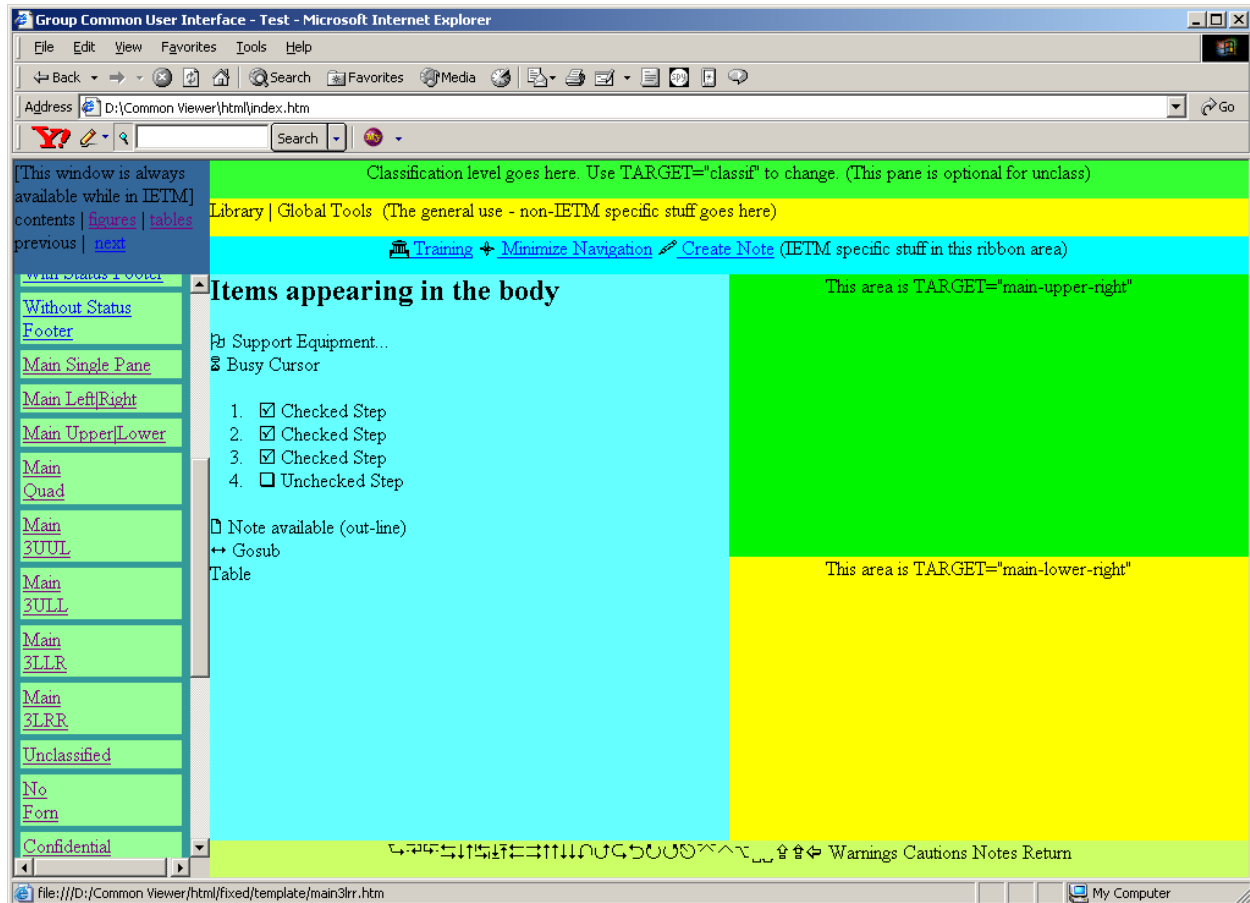 Group Common User Interface - Test - Microsoft Internet Explorer
File Edit View Favorites Tools Help
Back Search Favorites Media
Address D:\Common Viewer\html\index.htm Go
Y! Search
[This window is always
available while in IETM]
contents | figures | tables
previous | next
Classification level goes here. Use TARGET="classif" to change. (This pane is optional for unclass)
Library | Global Tools (The general use - non-IETM specific stuff goes here)
Training Minimize Navigation Create Note (IETM specific stuff in this ribbon area)
With Status Footer
Without Status
Footer
Main Single Pane
Main Left|Right
Main Upper|Lower
Main
Quad
Main
3UUL
Main
3ULL
Main
3LLR
Main
3LRR
Unclassified
No
Forn
Confidential
Items appearing in the body
Support Equipment...
Busy Cursor
1. ☑ Checked Step
2. ☑ Checked Step
3. ☑ Checked Step
4. ❑ Unchecked Step
Note available (out-line)
↔ Gosub
Table
This area is TARGET="main-upper-right"
This area is TARGET="main-lower-right"
Warnings Cautions Notes Return
file:///D:/Common Viewer/html/fixed/template/main3lrr.htm My Computer